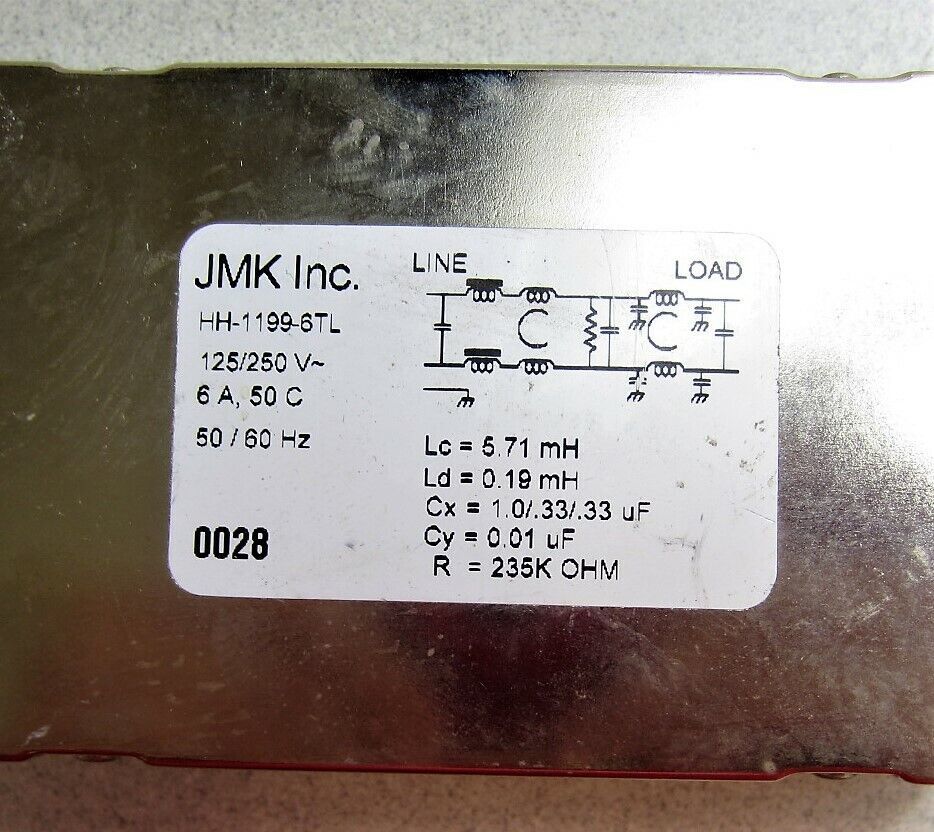 JMK Inc.
HH-1199-6TL
125/250 V~
6 A, 50 C
50 / 60 Hz
0028
LINE
LOAD
Lc = 5.71 mH
Ld = 0.19 mH
Cx = 1.0/.33/.33 uF
Cy = 0.01 uF
R = 235K OHM